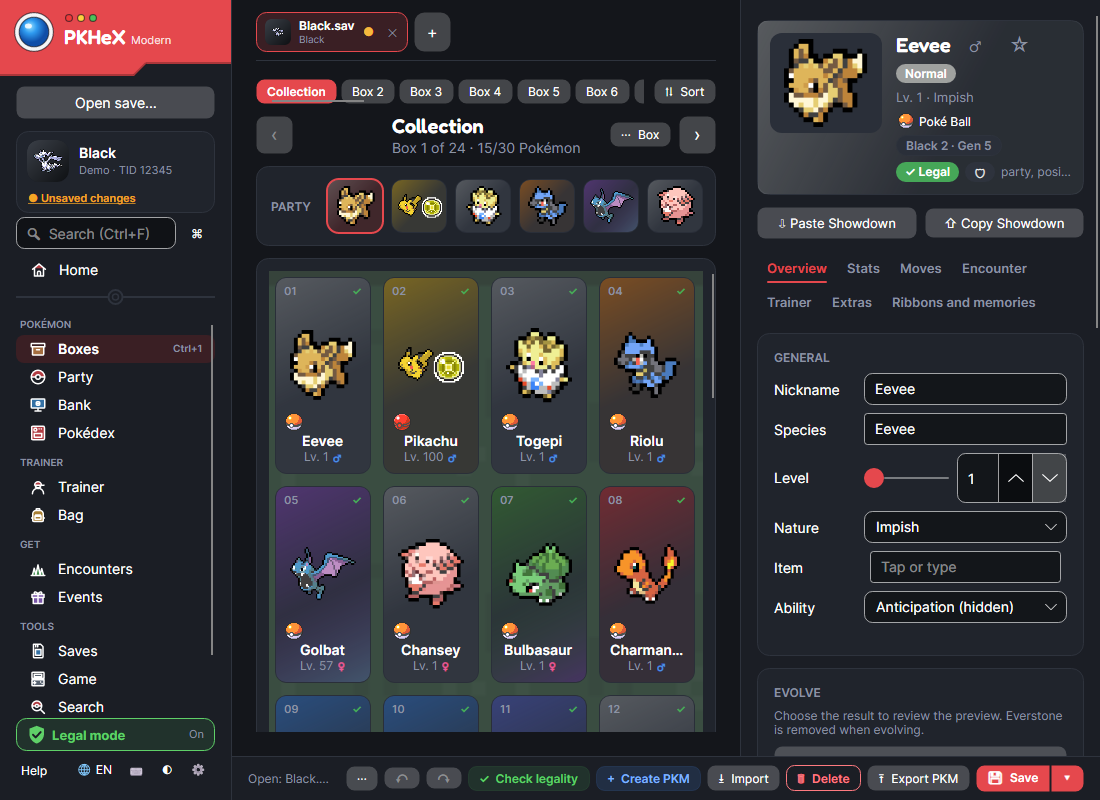 PKHeX Modern
Open save...
Black
Demo · TID 12345
Unsaved changes
Search (Ctrl+F)
⌘
Home
POKÉMON
Boxes Ctrl+1
Party
Bank
Pokédex
TRAINER
Trainer
Bag
GET
Encounters
Events
TOOLS
Saves
Game
Search
Legal mode On
Help
EN
Black.sav
Black
+
Collection
Box 2
Box 3
Box 4
Box 5
Box 6
Sort
Collection
Box 1 of 24 · 15/30 Pokémon
··· Box
PARTY
01
Eevee
Lv. 1 ♂
02
Pikachu
Lv. 100 ♂
03
Togepi
Lv. 1 ♂
04
Riolu
Lv. 1 ♂
05
Golbat
Lv. 57 ♀
06
Chansey
Lv. 1 ♀
07
Bulbasaur
Lv. 1 ♀
08
Charman...
Lv. 1 ♂
09
10
11
12
Eevee ♂
Normal
Lv. 1 · Impish
Poké Ball
Black 2 · Gen 5
✓ Legal
party, posi...
Paste Showdown
Copy Showdown
Overview
Stats
Moves
Encounter
Trainer
Extras
Ribbons and memories
GENERAL
Nickname Eevee
Species Eevee
Level 1
Nature Impish
Item Tap or type
Ability Anticipation (hidden)
EVOLVE
Choose the result to review the preview. Everstone
is removed when evolving.
Open: Black....
···
✓ Check legality
+ Create PKM
Import
Delete
Export PKM
Save